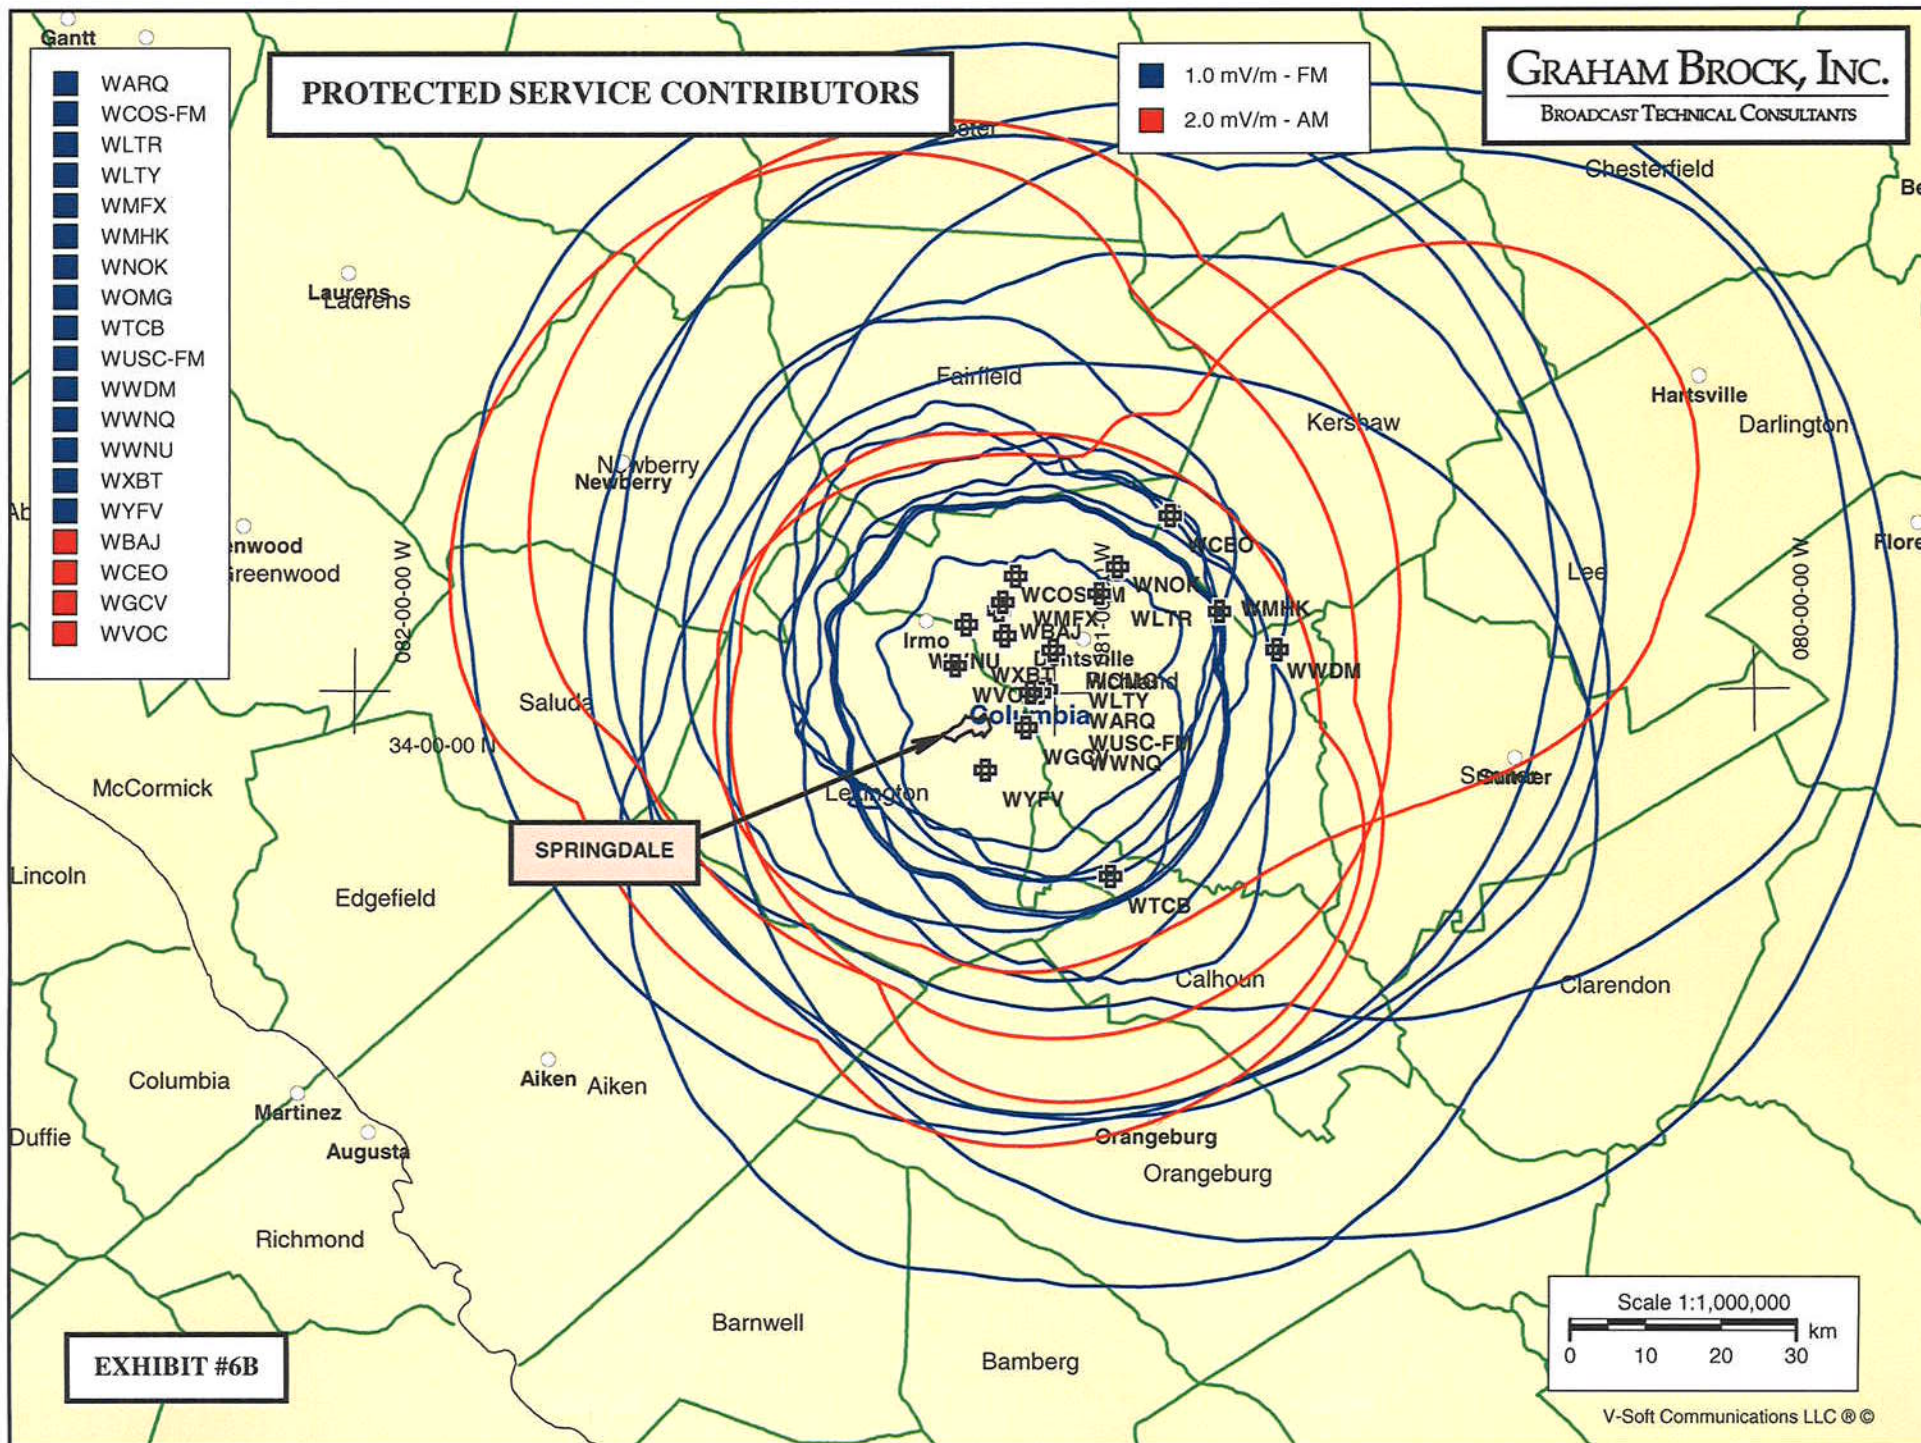 Gantt
WARQ
WCOS-FM
WLTR
WLTY
WMFX
WMHK
WNOK
WOMG
WTCB
WUSC-FM
WWDM
WWNQ
WWNU
WXBT
WYFV
WBAJ
WCEO
WGCV
WVOC
PROTECTED SERVICE CONTRIBUTORS
1.0 mV/m - FM
2.0 mV/m - AM
GRAHAM BROCK, INC.
BROADCAST TECHNICAL CONSULTANTS
Chesterfield
Laurens
Laurens
Fairfield
Kershaw
Hartsville
Darlington
Newberry
Newberry
Greenwood
Lee
082-00-00 W
080-00-00 W
34-00-00 N
WCEO
WNOK
WMFX
WLTR
WMHK
Irmo
WBAJ
WWDM
WXBT
WLTY
Columbia
WARQ
WUSC-FM
WWNQ
WYFV
Saluda
McCormick
Lexington
SPRINGDALE
Lincoln
Edgefield
WTCB
Calhoun
Clarendon
Columbia
Aiken
Aiken
Martinez
Augusta
Duffie
Orangeburg
Orangeburg
Richmond
Barnwell
Bamberg
EXHIBIT #6B
Scale 1:1,000,000
km
0 10 20 30
V-Soft Communications LLC ® ©